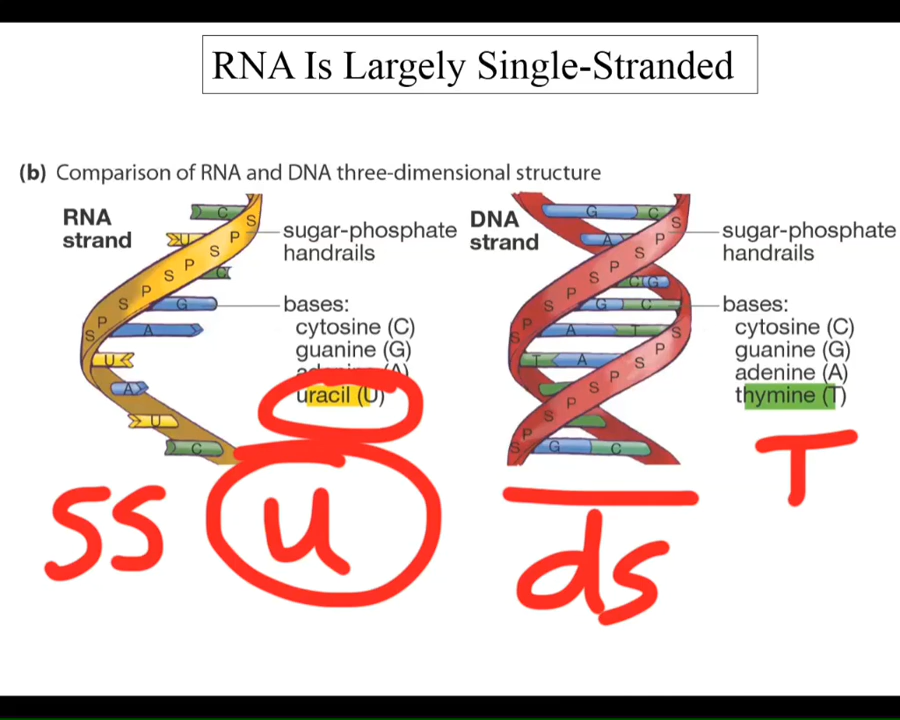 RNA Is Largely Single-Stranded
(b) Comparison of RNA and DNA three-dimensional structure
RNA
strand
C
U
C
G
A
U
A
U
C
S
P
S
P
S
P
S
P
S
sugar-phosphate
handrails
bases:
cytosine (C)
guanine (G)
adenine (A)
uracil (U)
DNA
strand
G C
A
C G
G C
A T
T A
G C
S
P
S
P
S
P
S
P
S
S
P
S
P
S
P
S
P
S
sugar-phosphate
handrails
bases:
cytosine (C)
guanine (G)
adenine (A)
thymine (T)
ss
U
ds
T